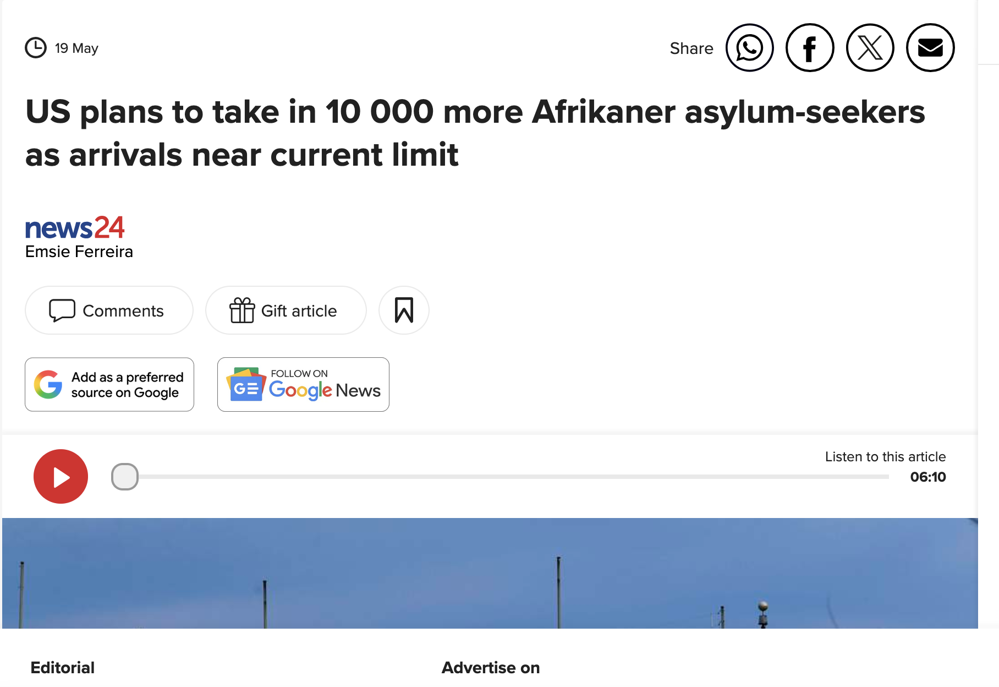 19 May
Share
US plans to take in 10 000 more Afrikaner asylum-seekers
as arrivals near current limit
news24
Emsie Ferreira
Comments
Gift article
Add as a preferred
source on Google
GE
FOLLOW ON
Google News
Listen to this article
06:10
Editorial
Advertise on